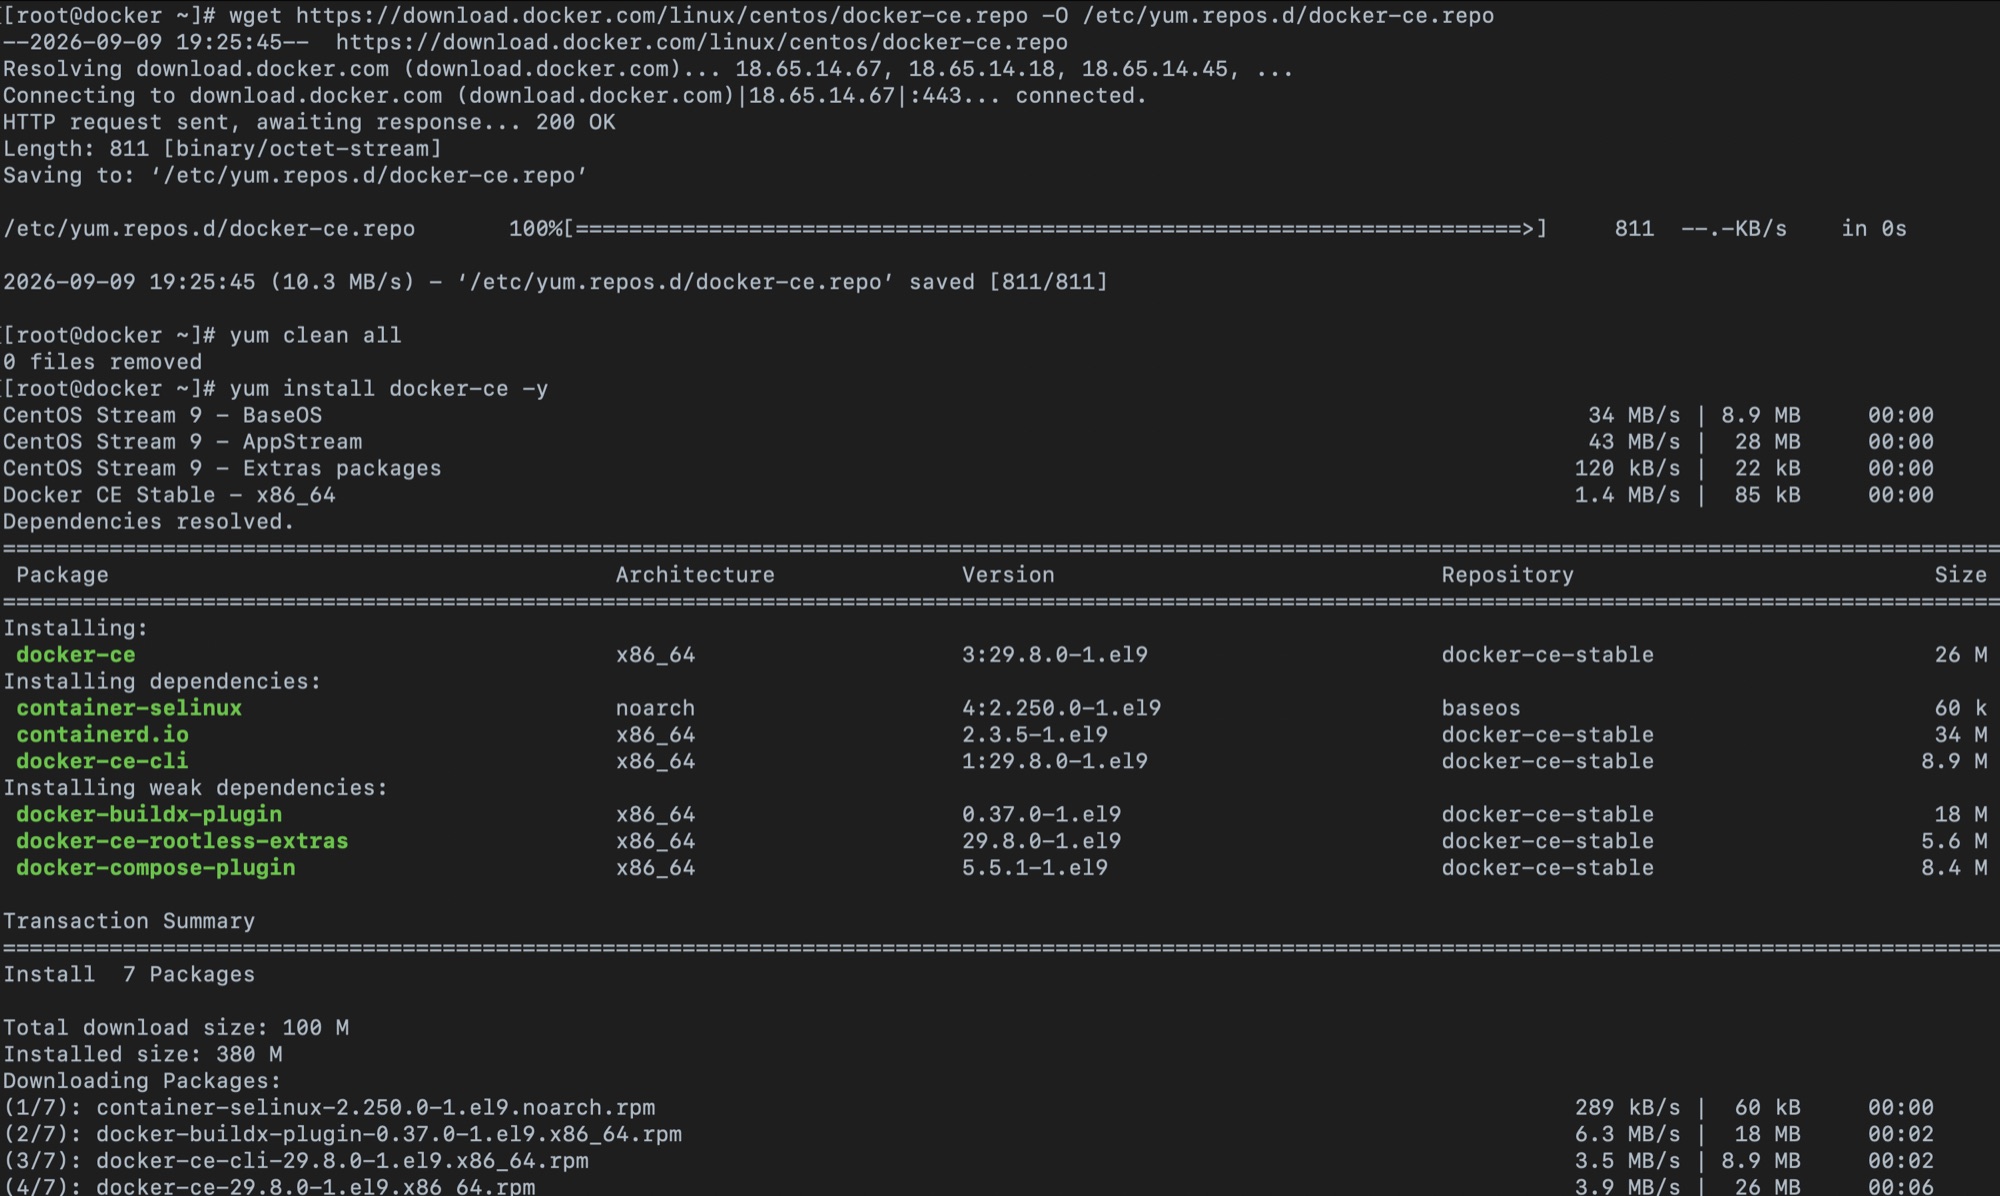 [root@docker ~]# wget https://download.docker.com/linux/centos/docker-ce.repo -O /etc/yum.repos.d/docker-ce.repo
--2026-09-09 19:25:45--  https://download.docker.com/linux/centos/docker-ce.repo
Resolving download.docker.com (download.docker.com)... 18.65.14.67, 18.65.14.18, 18.65.14.45, ...
Connecting to download.docker.com (download.docker.com)|18.65.14.67|:443... connected.
HTTP request sent, awaiting response... 200 OK
Length: 811 [binary/octet-stream]
Saving to: ‘/etc/yum.repos.d/docker-ce.repo’
/etc/yum.repos.d/docker-ce.repo       100%[=======================================================================>]     811  --.-KB/s    in 0s
2026-09-09 19:25:45 (10.3 MB/s) - ‘/etc/yum.repos.d/docker-ce.repo’ saved [811/811]
[root@docker ~]# yum clean all
0 files removed
[root@docker ~]# yum install docker-ce -y
CentOS Stream 9 - BaseOS    34 MB/s | 8.9 MB     00:00
CentOS Stream 9 - AppStream    43 MB/s |  28 MB     00:00
CentOS Stream 9 - Extras packages    120 kB/s |  22 kB     00:00
Docker CE Stable - x86_64    1.4 MB/s |  85 kB     00:00
Dependencies resolved.
Package    Architecture    Version    Repository    Size
Installing:
docker-ce    x86_64    3:29.8.0-1.el9    docker-ce-stable    26 M
Installing dependencies:
container-selinux    noarch    4:2.250.0-1.el9    baseos    60 k
containerd.io    x86_64    2.3.5-1.el9    docker-ce-stable    34 M
docker-ce-cli    x86_64    1:29.8.0-1.el9    docker-ce-stable    8.9 M
Installing weak dependencies:
docker-buildx-plugin    x86_64    0.37.0-1.el9    docker-ce-stable    18 M
docker-ce-rootless-extras    x86_64    29.8.0-1.el9    docker-ce-stable    5.6 M
docker-compose-plugin    x86_64    5.5.1-1.el9    docker-ce-stable    8.4 M
Transaction Summary
Install  7 Packages
Total download size: 100 M
Installed size: 380 M
Downloading Packages:
(1/7): container-selinux-2.250.0-1.el9.noarch.rpm    289 kB/s |  60 kB     00:00
(2/7): docker-buildx-plugin-0.37.0-1.el9.x86_64.rpm    6.3 MB/s |  18 MB     00:02
(3/7): docker-ce-cli-29.8.0-1.el9.x86_64.rpm    3.5 MB/s | 8.9 MB     00:02
(4/7): docker-ce-29.8.0-1.el9.x86_64.rpm    3.9 MB/s |  26 MB     00:06